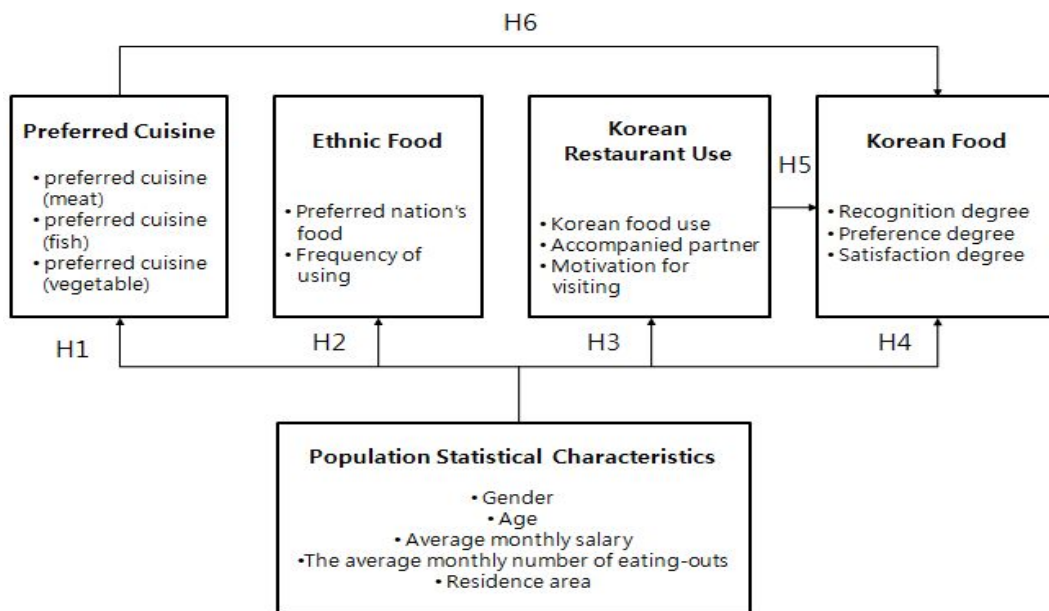 H6
Preferred Cuisine
• preferred cuisine
(meat)
• preferred cuisine
(fish)
• preferred cuisine
(vegetable)
Ethnic Food
• Preferred nation's
food
• Frequency of
using
Korean
Restaurant Use
• Korean food use
• Accompanied partner
• Motivation for
visiting
H5
Korean Food
• Recognition degree
• Preference degree
• Satisfaction degree
H1
H2
H3
H4
Population Statistical Characteristics
• Gender
• Age
• Average monthly salary
•The average monthly number of eating-outs
• Residence area